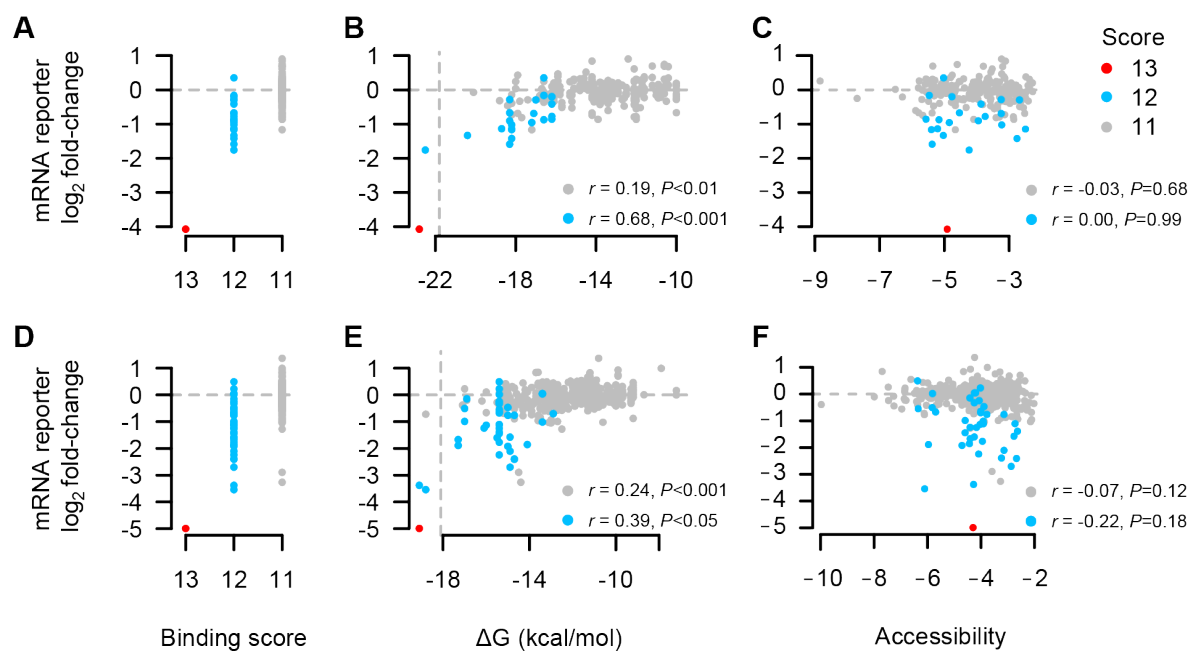 A
B
C
mRNA reporter
log2 fold-change
1
0
-1
-2
-3
-4
13
12
11
1
0
-1
-2
-3
-4
-22
-18
-14
-10
r = 0.19, P<0.01
r = 0.68, P<0.001
1
0
-1
-2
-3
-4
-9
-7
-5
-3
Score
13
12
11
r = -0.03, P=0.68
r = 0.00, P=0.99
D
E
F
mRNA reporter
log2 fold-change
1
0
-1
-2
-3
-4
-5
13
12
11
Binding score
1
0
-1
-2
-3
-4
-5
-18
-14
-10
r = 0.24, P<0.001
r = 0.39, P<0.05
ΔG (kcal/mol)
1
0
-1
-2
-3
-4
-5
-10
-8
-6
-4
-2
r = -0.07, P=0.12
r = -0.22, P=0.18
Accessibility